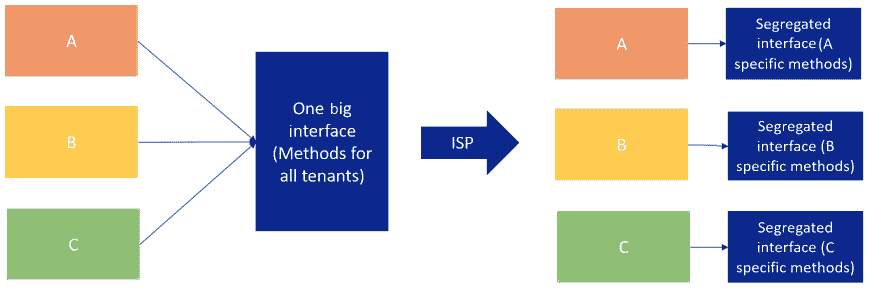 A
B
C
One big
interface
(Methods for
all tenants)
ISP
A
Segregated
interface (A
specific methods)
B
Segregated
interface (B
specific methods)
C
Segregated
interface (C
specific methods)